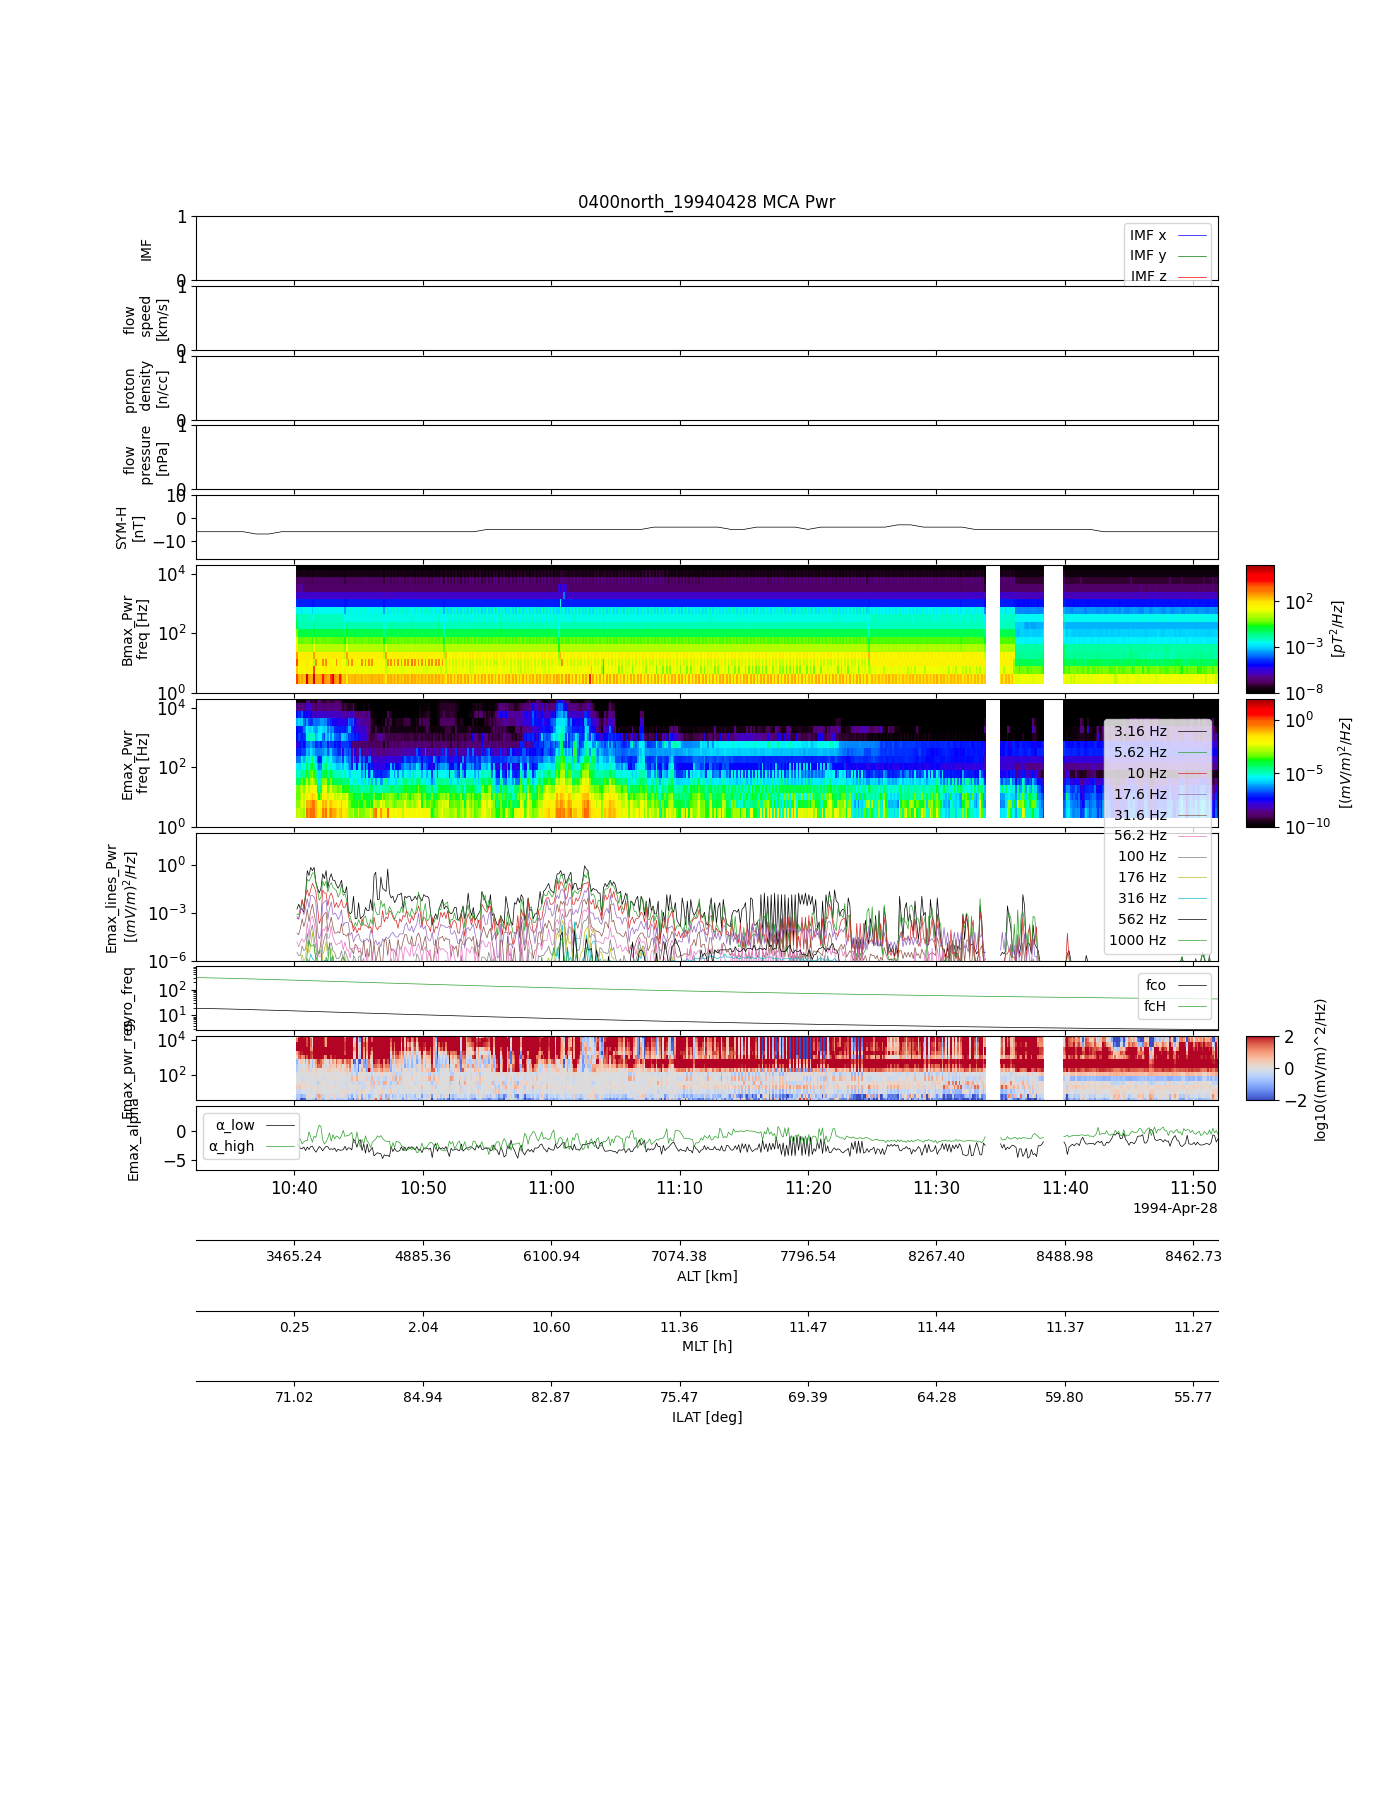 0400north_19940428 MCA Pwr
1
IMF
0
IMF x
IMF y
IMF z
1
flow
speed
[km/s]
0
1
proton
density
[n/cc]
0
1
flow
pressure
[nPa]
0
10
0
−10
SYM-H
[nT]
10^4
10^2
10^0
Bmax_Pwr
freq [Hz]
10^2
10^−3
10^−8
[pT^2/Hz]
10^4
10^2
10^0
Emax_Pwr
freq [Hz]
10^0
10^−5
10^−10
[(mV/m)^2/Hz]
3.16 Hz
5.62 Hz
10 Hz
17.6 Hz
31.6 Hz
56.2 Hz
100 Hz
176 Hz
316 Hz
562 Hz
1000 Hz
10^0
10^−3
10^−6
Emax_lines_Pwr
[(mV/m)^2/Hz]
10^2
10^1
gyro_freq
fco
fcH
10^4
10^2
Emax_pwr_reg
2
0
−2
log10((mV/m)^2/Hz)
0
−5
Emax_alpha
α_low
α_high
10:40 10:50 11:00 11:10 11:20 11:30 11:40 11:50
1994-Apr-28
3465.24 4885.36 6100.94 7074.38 7796.54 8267.40 8488.98 8462.73
ALT [km]
0.25 2.04 10.60 11.36 11.47 11.44 11.37 11.27
MLT [h]
71.02 84.94 82.87 75.47 69.39 64.28 59.80 55.77
ILAT [deg]